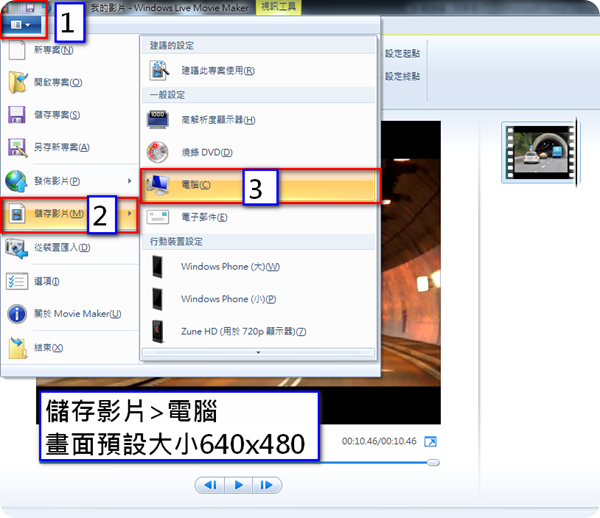 我的影片 - Windows Live Movie Maker
視訊工具
1
新專案(N)
開啟專案(O)
儲存專案(S)
另存新專案(A)
發佈影片(P)
儲存影片(M)
2
從裝置匯入(D)
選項(I)
關於 Movie Maker(U)
結束(X)
建議的設定
建議此專案使用(R)
一般設定
1080
高解析度顯示器(H)
燒錄 DVD(D)
電腦(C)
3
電子郵件(E)
行動裝置設定
Windows Phone (大)(W)
Windows Phone (小)(P)
Zune HD (用於 720p 顯示器)(Z)
設定起點
設定終點
儲存影片>電腦
畫面預設大小640x480
00:10.46/00:10.46